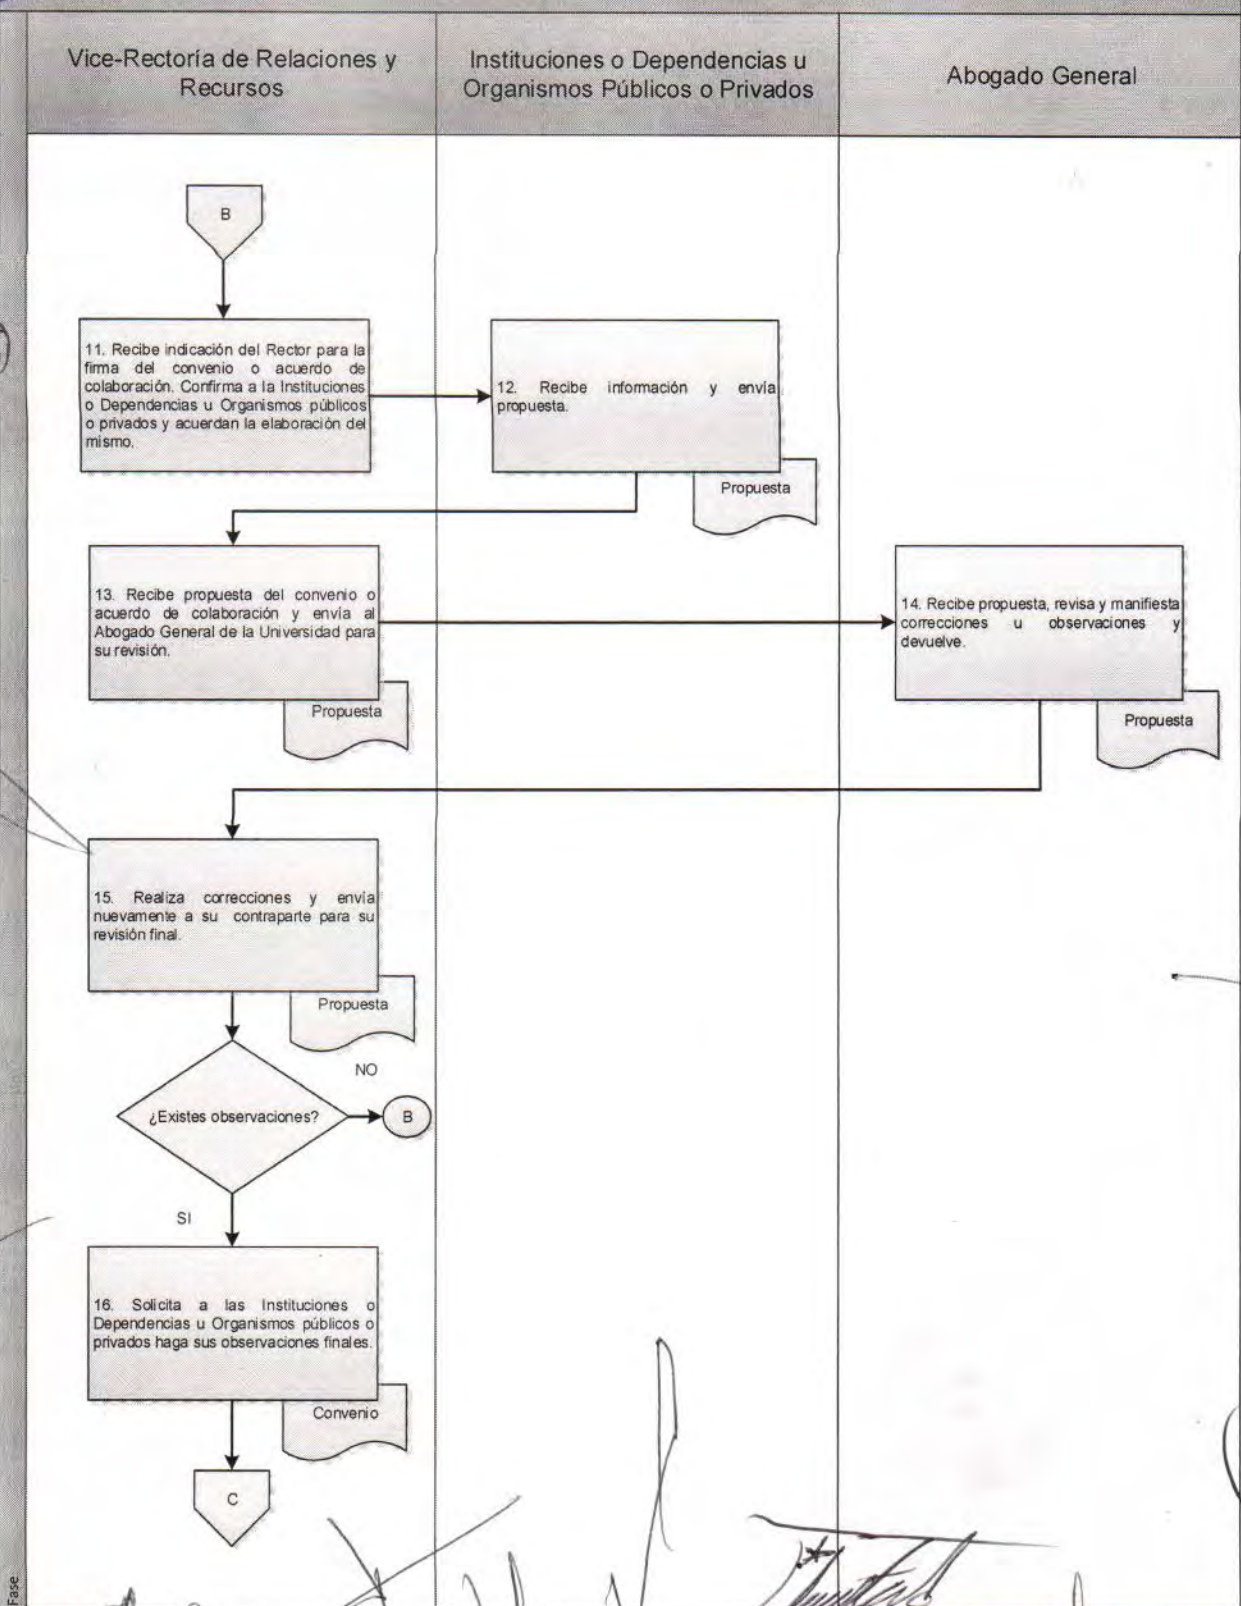 Vice-Rectoría de Relaciones y
Recursos
Instituciones o Dependencias u
Organismos Públicos o Privados
Abogado General
B
11. Recibe indicación del Rector para la
firma del convenio o acuerdo de
colaboración. Confirma a la Instituciones
o Dependencias u Organismos públicos
o privados y acuerdan la elaboración del
mismo.
12. Recibe información y envía
propuesta.
Propuesta
13. Recibe propuesta del convenio o
acuerdo de colaboración y envía al
Abogado General de la Universidad para
su revisión.
Propuesta
14. Recibe propuesta, revisa y manifiesta
correcciones u observaciones y
devuelve.
Propuesta
15. Realiza correcciones y envía
nuevamente a su contraparte para su
revisión final.
Propuesta
NO
¿Existes observaciones?
B
SI
16. Solicita a las Instituciones o
Dependencias u Organismos públicos o
privados haga sus observaciones finales.
Convenio
C
Fase